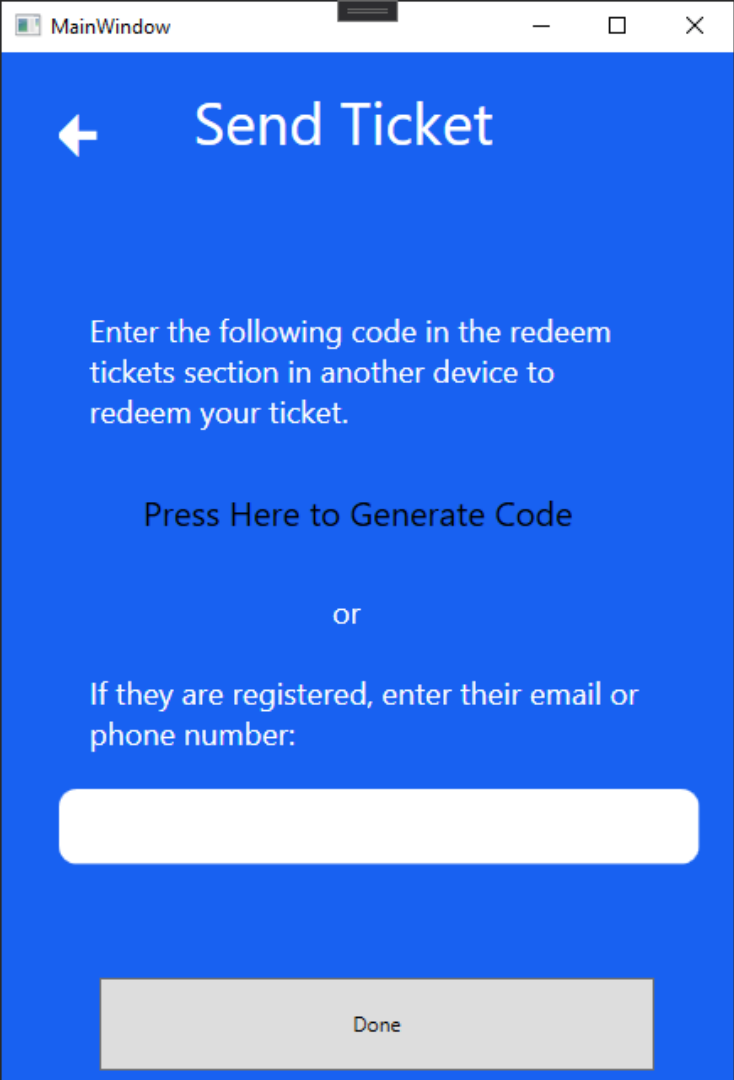 MainWindow
Send Ticket
Enter the following code in the redeem
tickets section in another device to
redeem your ticket.
Press Here to Generate Code
or
If they are registered, enter their email or
phone number:
Done